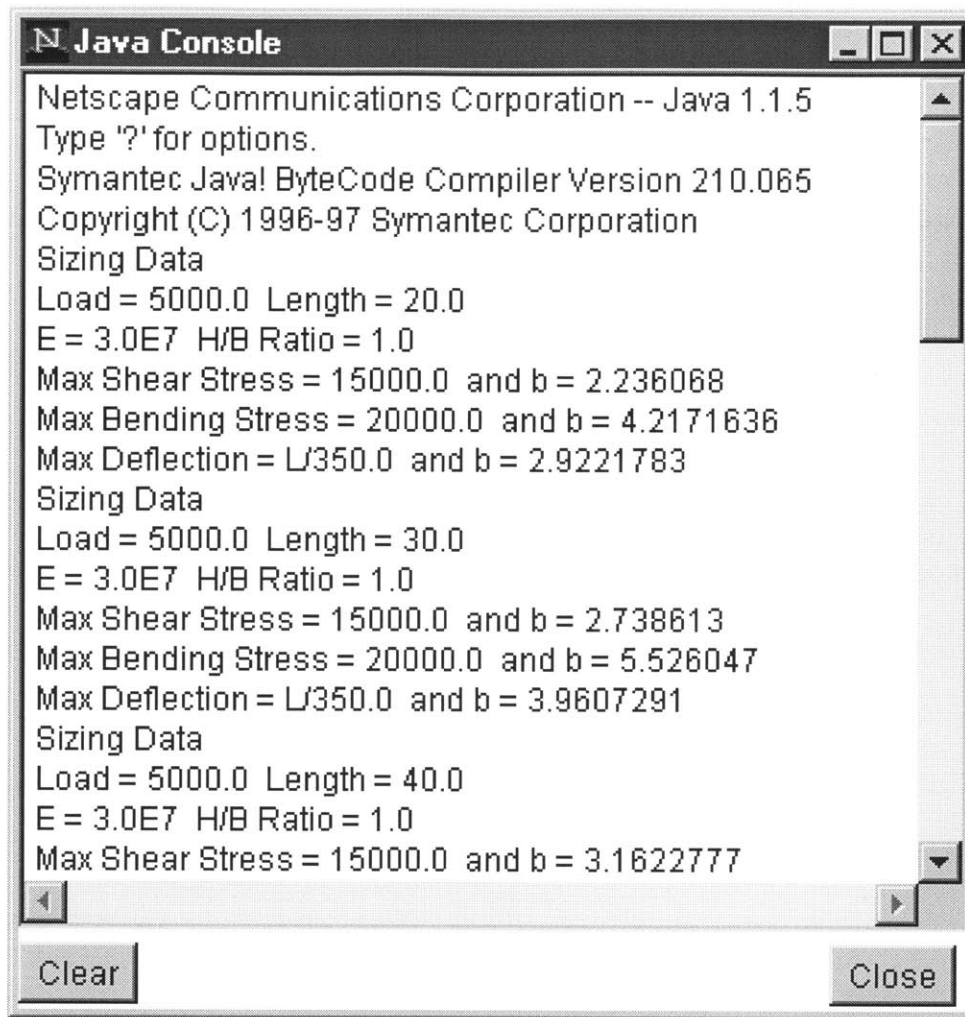 N Java Console
Netscape Communications Corporation -- Java 1.1.5
Type '?' for options.
Symantec Java! ByteCode Compiler Version 210.065
Copyright (C) 1996-97 Symantec Corporation
Sizing Data
Load = 5000.0 Length = 20.0
E = 3.0E7 H/B Ratio = 1.0
Max Shear Stress = 15000.0 and b = 2.236068
Max Bending Stress = 20000.0 and b = 4.2171636
Max Deflection = L/350.0 and b = 2.9221783
Sizing Data
Load = 5000.0 Length = 30.0
E = 3.0E7 H/B Ratio = 1.0
Max Shear Stress = 15000.0 and b = 2.738613
Max Bending Stress = 20000.0 and b = 5.526047
Max Deflection = L/350.0 and b = 3.9607291
Sizing Data
Load = 5000.0 Length = 40.0
E = 3.0E7 H/B Ratio = 1.0
Max Shear Stress = 15000.0 and b = 3.1622777
Clear
Close